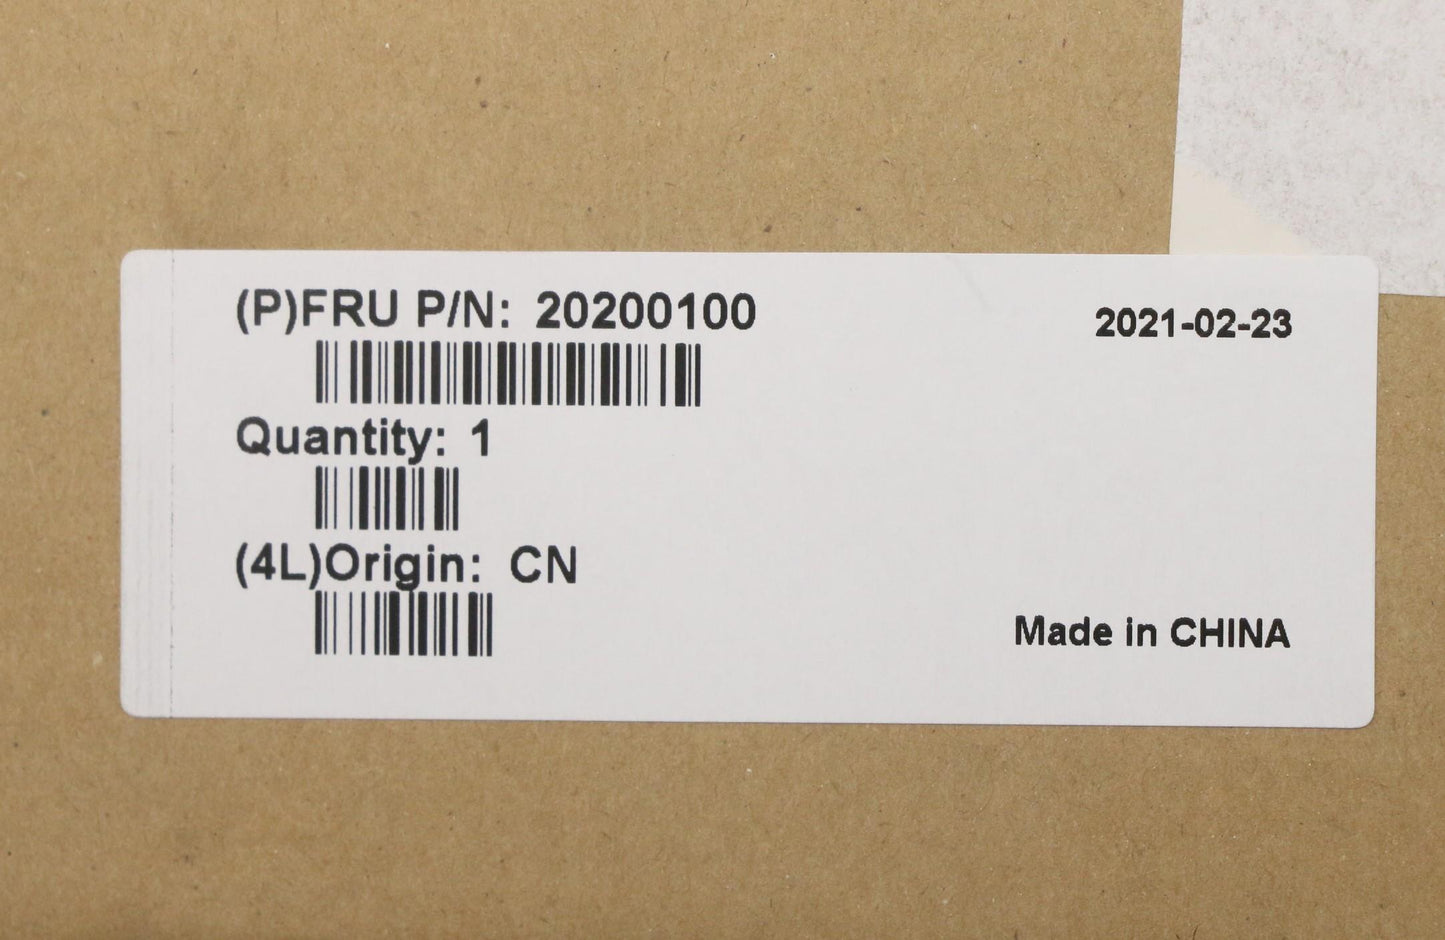 (P)FRU P/N: 20200100
2021-02-23
Quantity: 1
(4L)Origin: CN
Made in CHINA